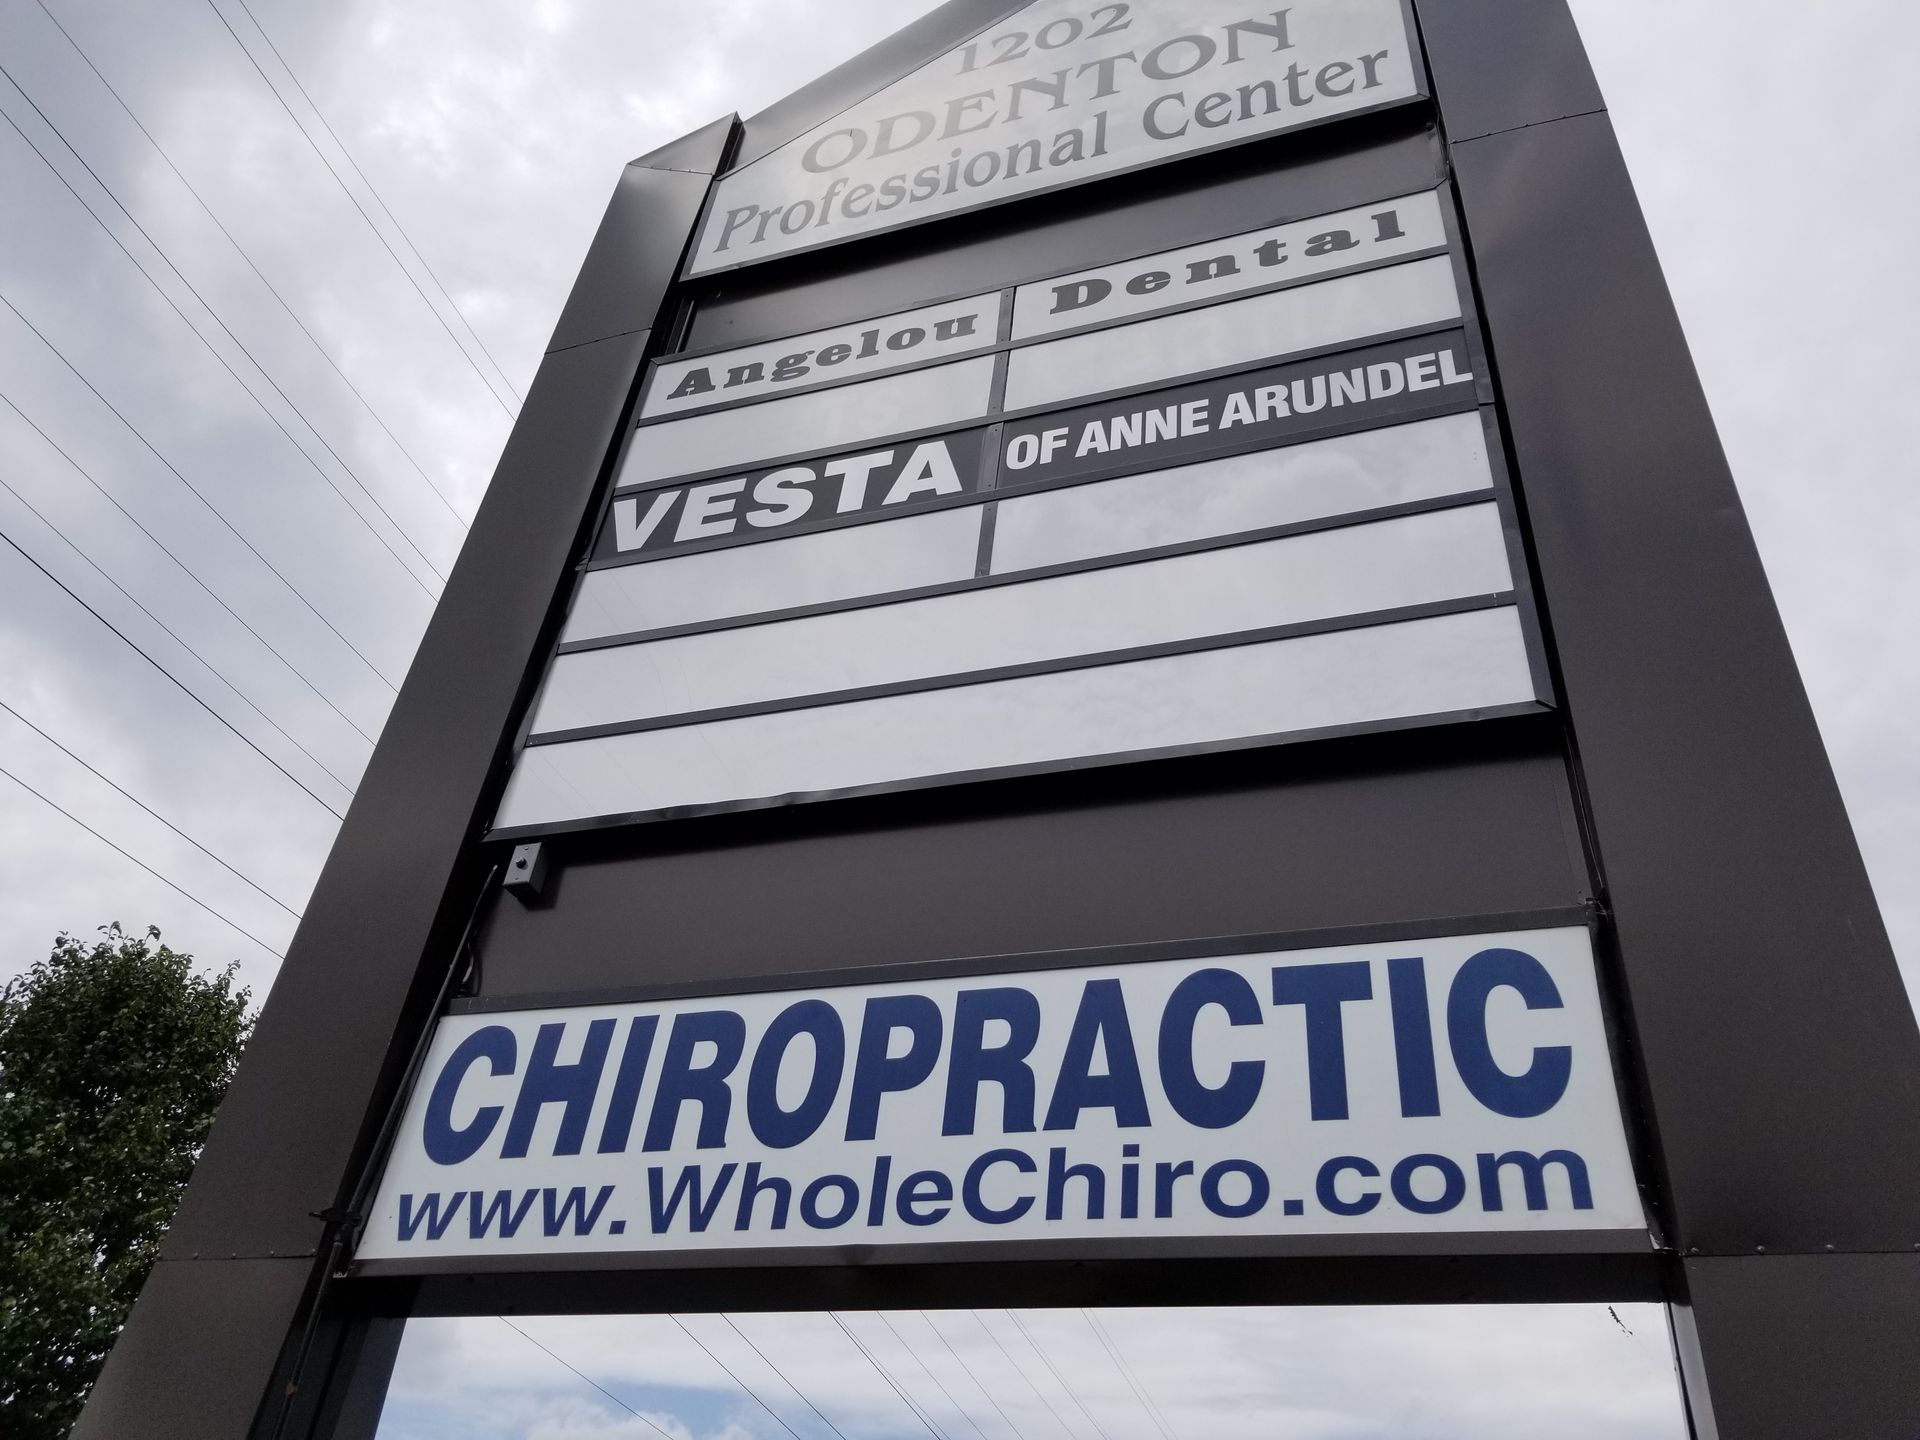 1202
ODENTON
Professional Center
Angelou Dental
VESTA OF ANNE ARUNDEL
CHIROPRACTIC
www.WholeChiro.com